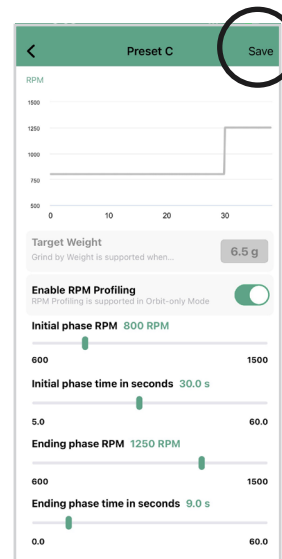 Preset C Save
RPM
1500
1250
1000
750
500
0 10 20 30
Target Weight
Grind by Weight is supported when...
6.5 g
Enable RPM Profiling
RPM Profiling is supported in Orbit-only Mode
Initial phase RPM 800 RPM
600 1500
Initial phase time in seconds 30.0 s
5.0 60.0
Ending phase RPM 1250 RPM
600 1500
Ending phase time in seconds 9.0 s
0.0 60.0